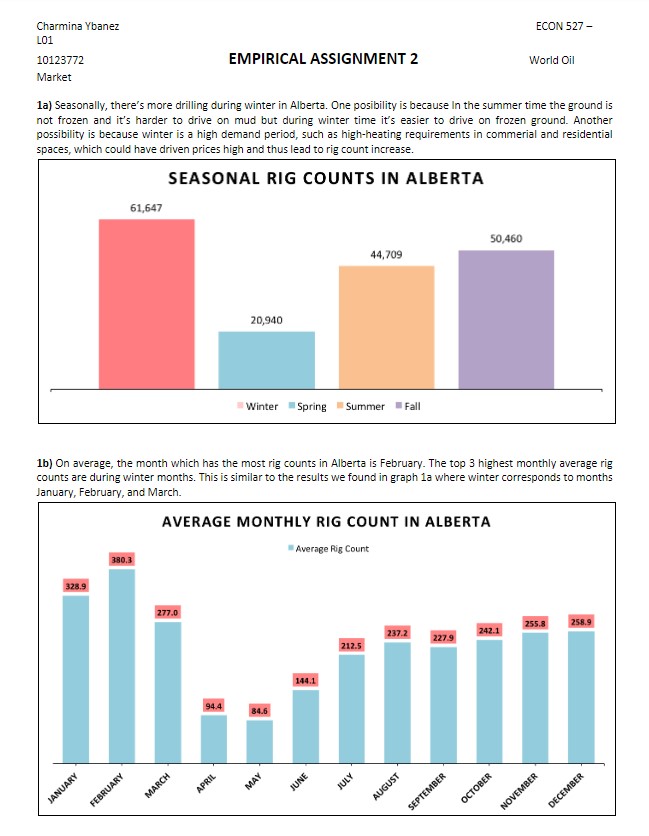 Charmina Ybanez ECON 527 –
L01
10123772 EMPIRICAL ASSIGNMENT 2 World Oil
Market
1a) Seasonally, there's more drilling during winter in Alberta. One posibility is because In the summer time the ground is
not frozen and it's harder to drive on mud but during winter time it's easier to drive on frozen ground. Another
possibility is because winter is a high demand period, such as high-heating requirements in commerial and residential
spaces, which could have driven prices high and thus lead to rig count increase.
SEASONAL RIG COUNTS IN ALBERTA
61,647
20,940
44,709
50,460
Winter Spring Summer Fall
1b) On average, the month which has the most rig counts in Alberta is February. The top 3 highest monthly average rig
counts are during winter months. This is similar to the results we found in graph 1a where winter corresponds to months
January, February, and March.
AVERAGE MONTHLY RIG COUNT IN ALBERTA
Average Rig Count
328.9
380.3
277.0
94.4
84.6
144.1
212.5
237.2
227.9
242.1
255.8
258.9
JANUARY
FEBRUARY
MARCH
APRIL
MAY
JUNE
JULY
AUGUST
SEPTEMBER
OCTOBER
NOVEMBER
DECEMBER